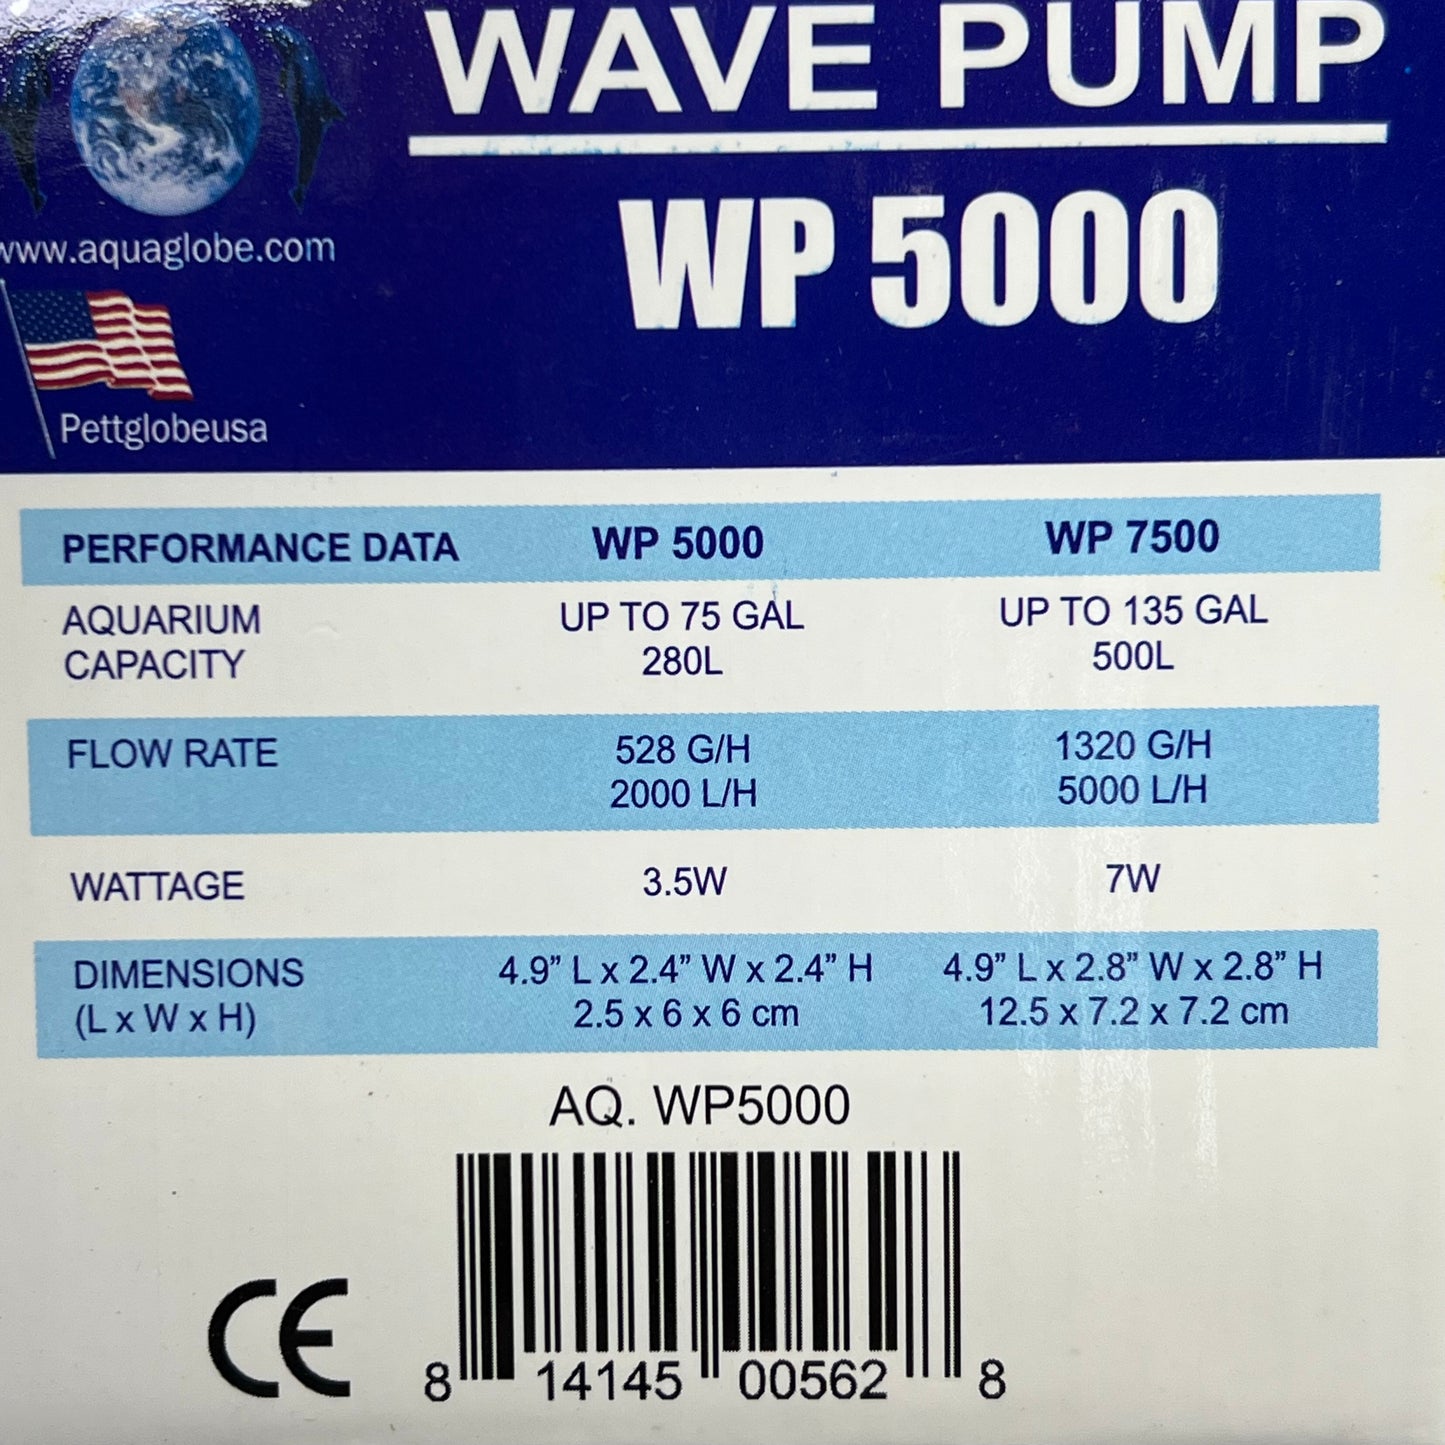 WAVE PUMP
WP 5000
www.aquaglobe.com
Pettglobeusa
PERFORMANCE DATA WP 5000 WP 7500
AQUARIUM CAPACITY UP TO 75 GAL 280L UP TO 135 GAL 500L
FLOW RATE 528 G/H 2000 L/H 1320 G/H 5000 L/H
WATTAGE 3.5W 7W
DIMENSIONS (L x W x H) 4.9” L x 2.4” W x 2.4” H 2.5 x 6 x 6 cm 4.9” L x 2.8” W x 2.8” H 12.5 x 7.2 x 7.2 cm
AQ. WP5000
CE
8 14145 00562 8